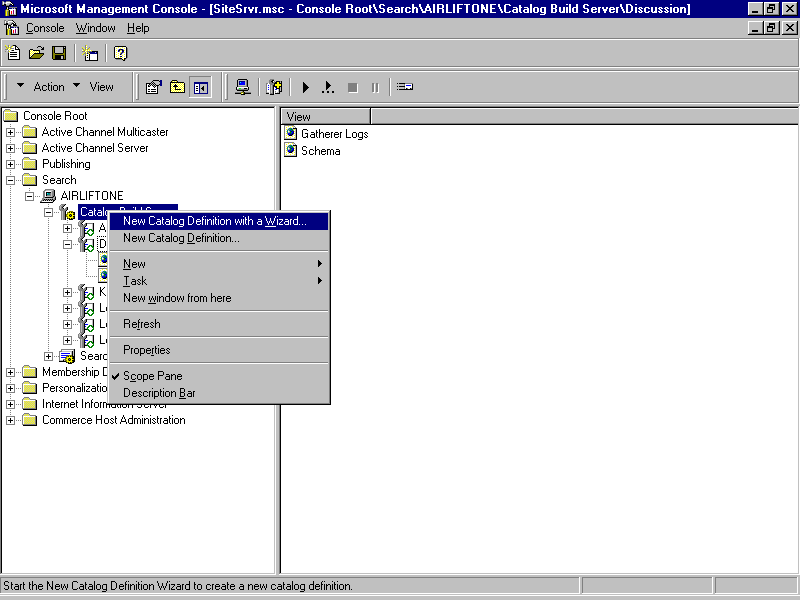 Microsoft Management Console - [SiteSrvr.msc - Console Root\Search\AIRLIFTONE\Catalog Build Server\Discussion]
Console Window Help
Action View
Console Root
Active Channel Multicaster
Active Channel Server
Publishing
Search
AIRLIFTONE
Catalog Build S
A
D
K
Lo
Lo
Lo
Searc
Membership D
Personalizatio
Internet Information Server
Commerce Host Administration
New Catalog Definition with a Wizard...
New Catalog Definition...
New
Task
New window from here
Refresh
Properties
Scope Pane
Description Bar
View
Gatherer Logs
Schema
Start the New Catalog Definition Wizard to create a new catalog definition.